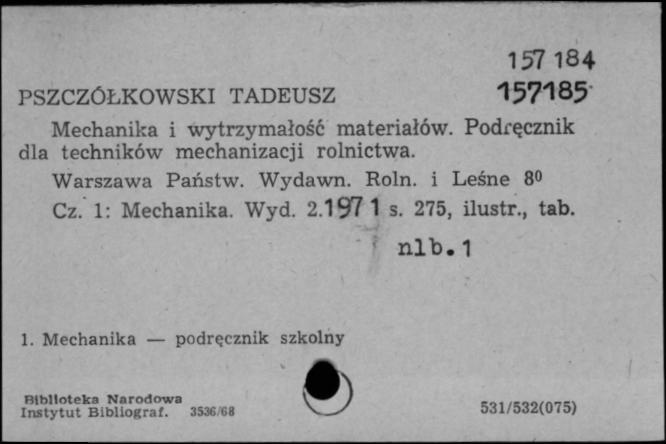 157 184
157185
PSZCZÓŁKOWSKI TADEUSZ
Mechanika i wytrzymałość materiałów. Podręcznik
dla techników mechanizacji rolnictwa.
Warszawa Państw. Wydawn. Roln. i Leśne 8⁰
Cz. 1: Mechanika. Wyd. 2.1971 s. 275, ilustr., tab.
nlb.1
1. Mechanika — podręcznik szkolny
Biblioteka Narodowa
Instytut Bibliograf. 3536/68
531/532(075)